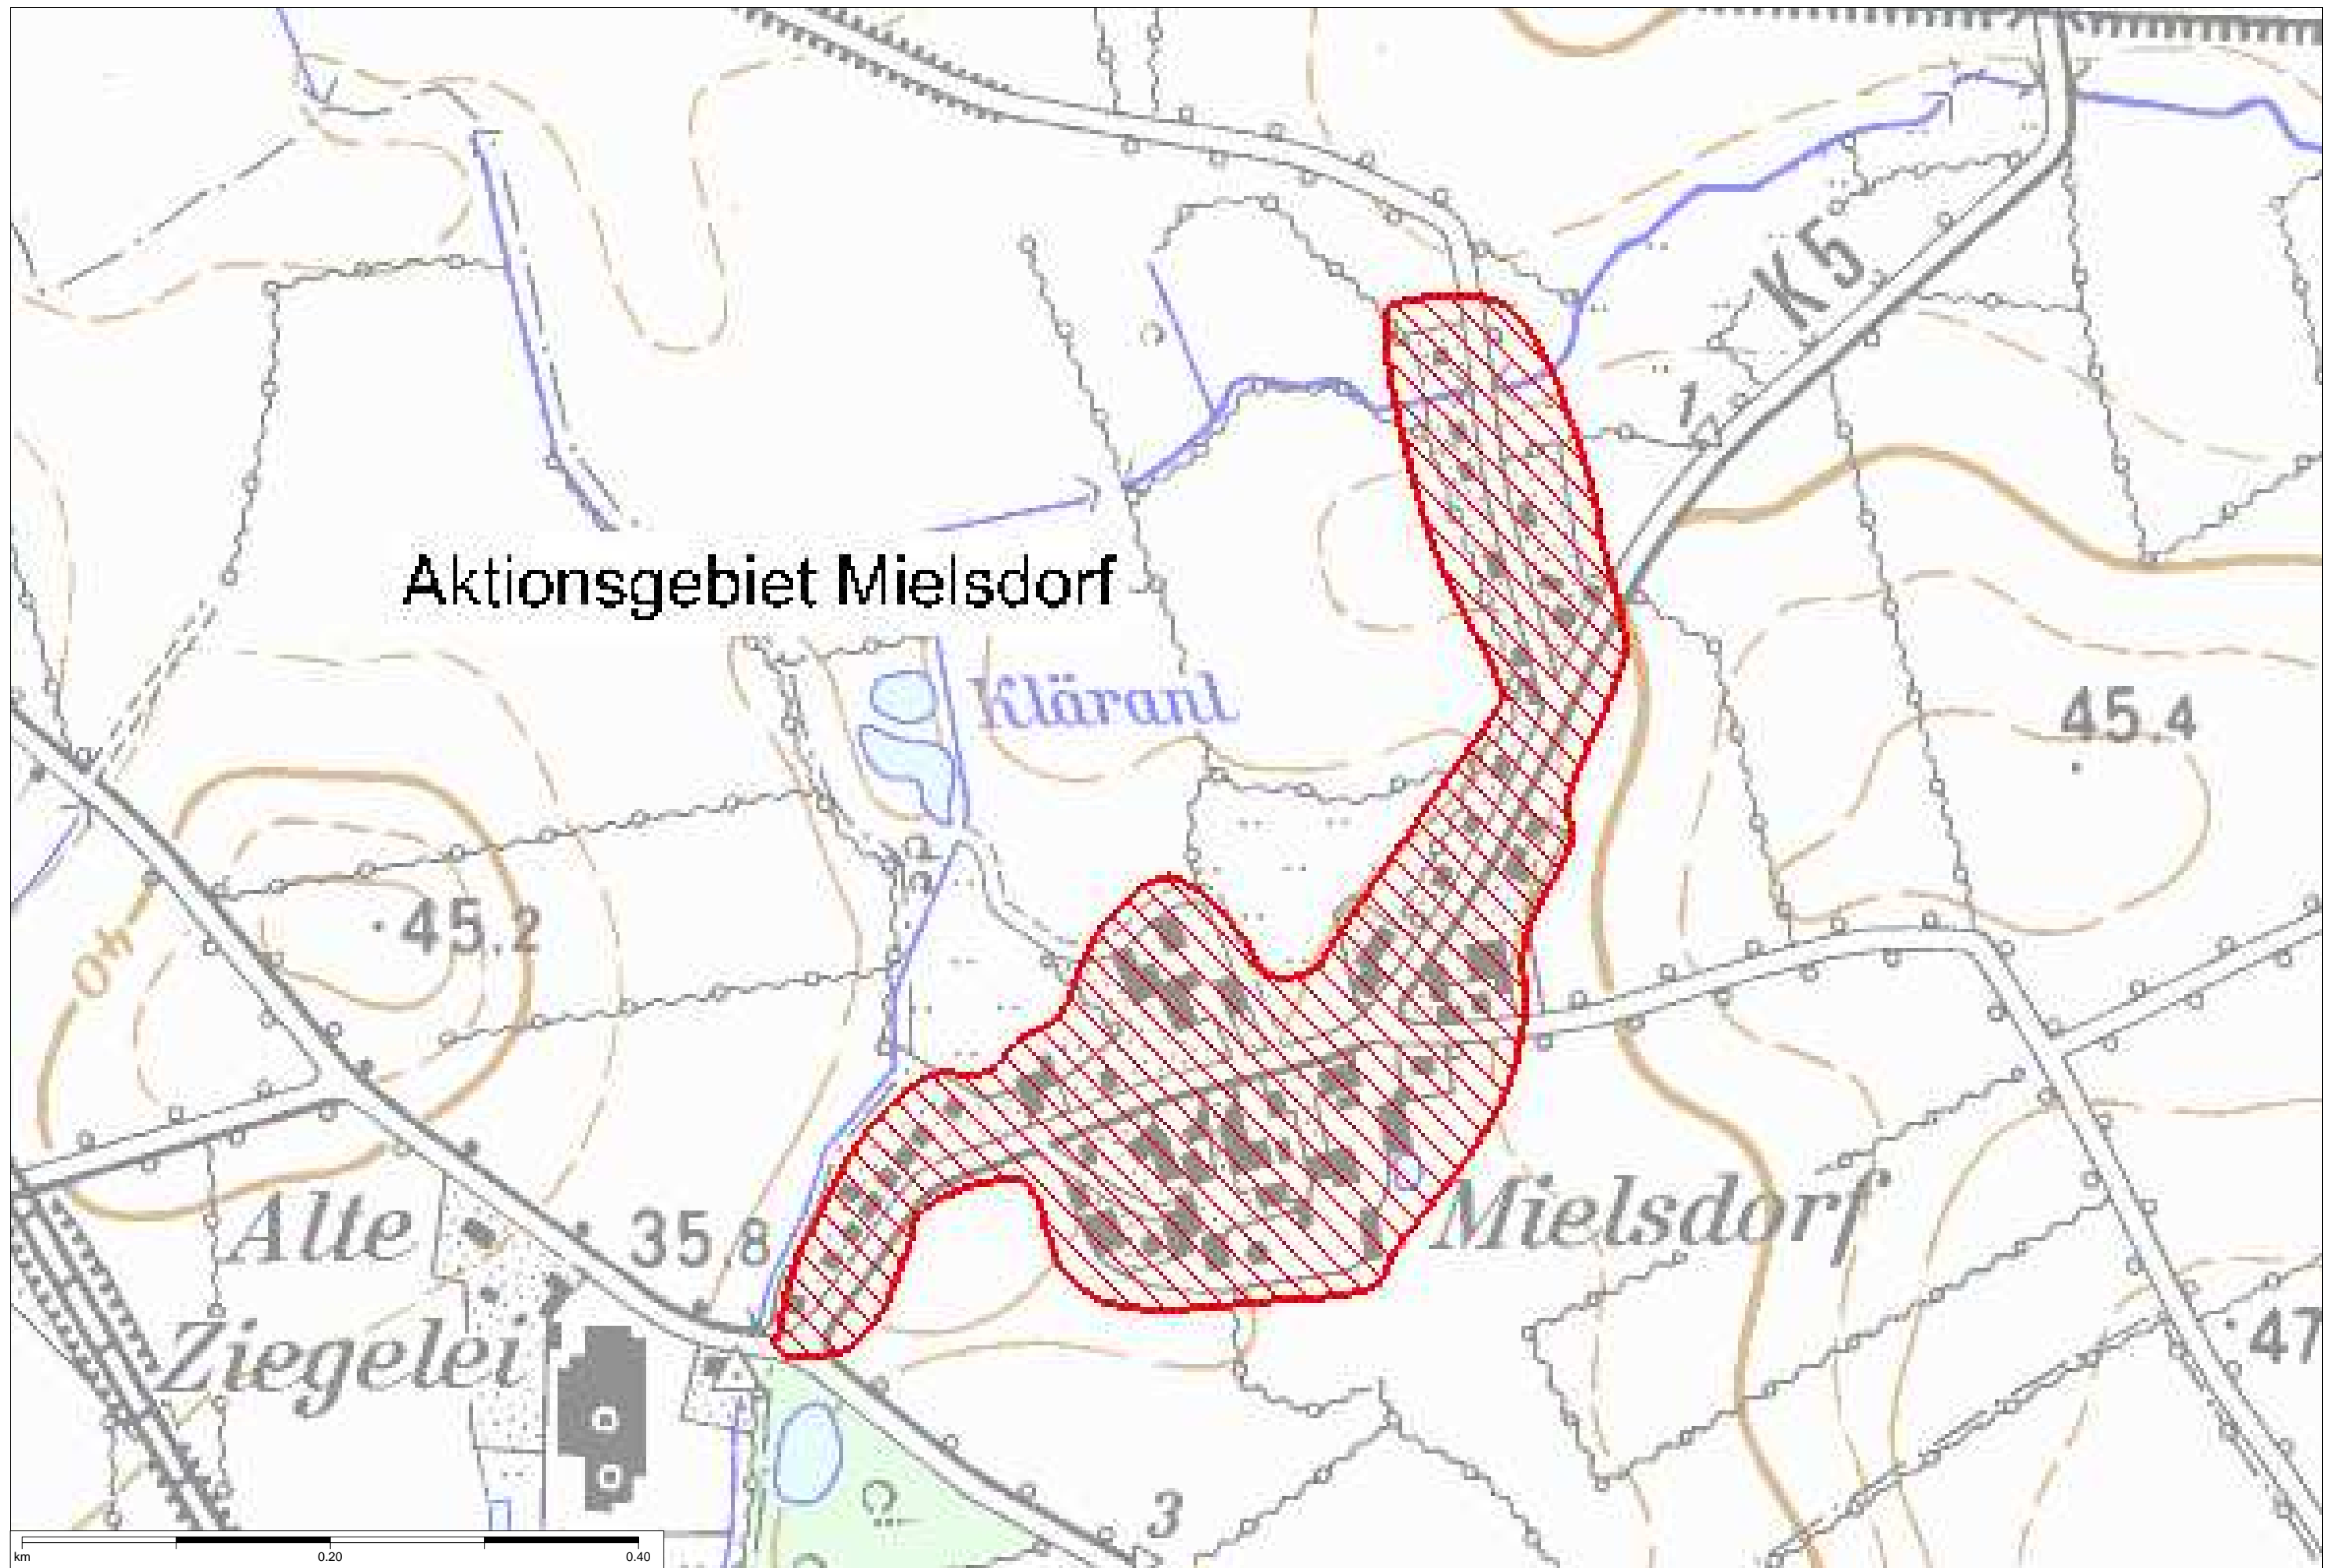 K 5
1
Aktionsgebiet Mielsdorf
Kläranl
45.4
45.2
40
Alte
Ziegelei
35.8
Mielsdorf
47
3
km
0.20
0.40